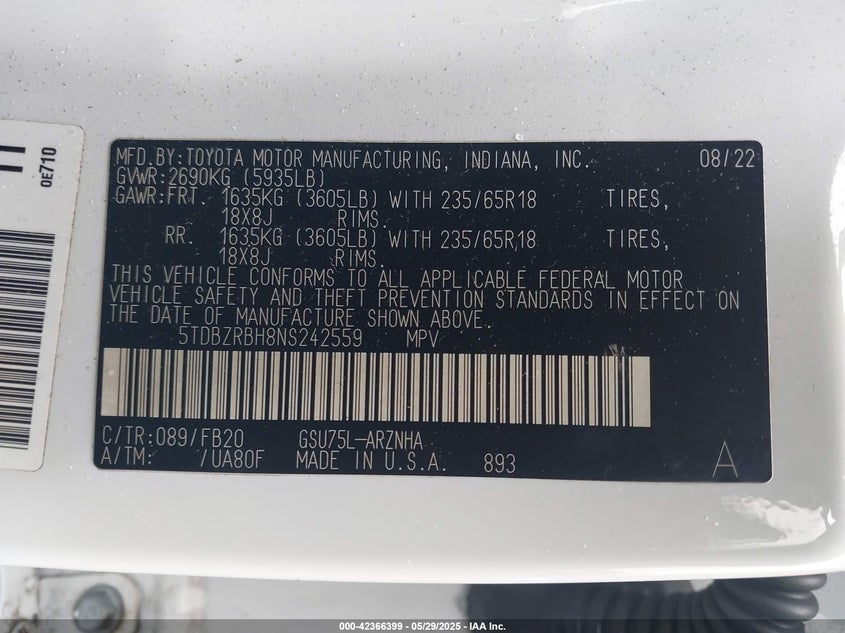 MFD.BY:TOYOTA MOTOR MANUFACTURING, INDIANA, INC. 08/22
GVWR:2690KG (5935LB)
GAWR:FRT. 1635KG (3605LB) WITH 235/65R18 TIRES,
18X8J RIMS.
RR. 1635KG (3605LB) WITH 235/65R18 TIRES,
18X8J RIMS.
THIS VEHICLE CONFORMS TO ALL APPLICABLE FEDERAL MOTOR
VEHICLE SAFETY AND THEFT PREVENTION STANDARDS IN EFFECT ON
THE DATE OF MANUFACTURE SHOWN ABOVE.
5TDBZRBH8NS242559 MPV
C/TR:089/FB20 GSU75L-ARZNHA
A/TM: /UA80F MADE IN U.S.A. 893 A
0E710
000-42366399 - 05/29/2025 - IAA Inc.